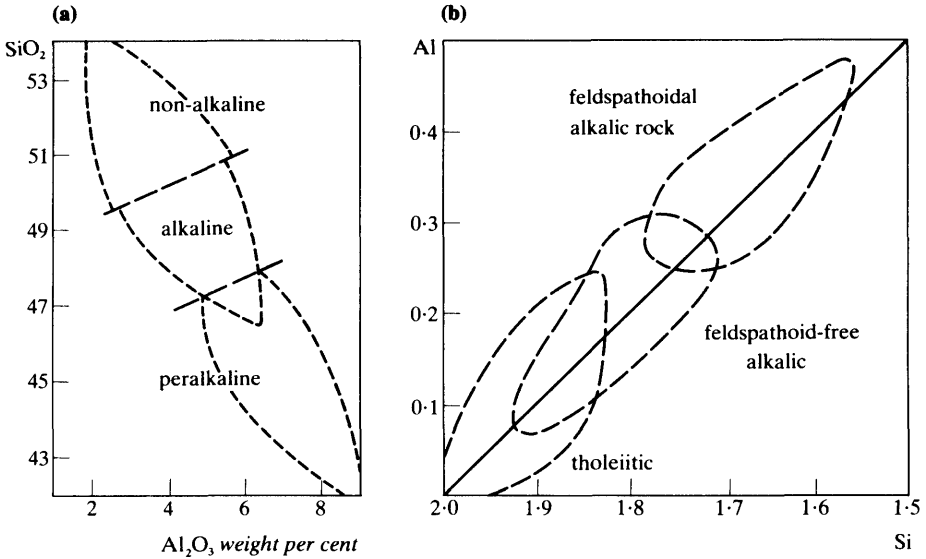 (a)
SiO₂
53
51
49
47
45
43
non-alkaline
alkaline
peralkaline
2
4
6
8
Al₂O₃ weight per cent
(b)
Al
0·4
0·3
0·2
0·1
feldspathoidal
alkalic rock
feldspathoid-free
alkalic
tholeiitic
2·0
1·9
1·8
1·7
1·6
1·5
Si